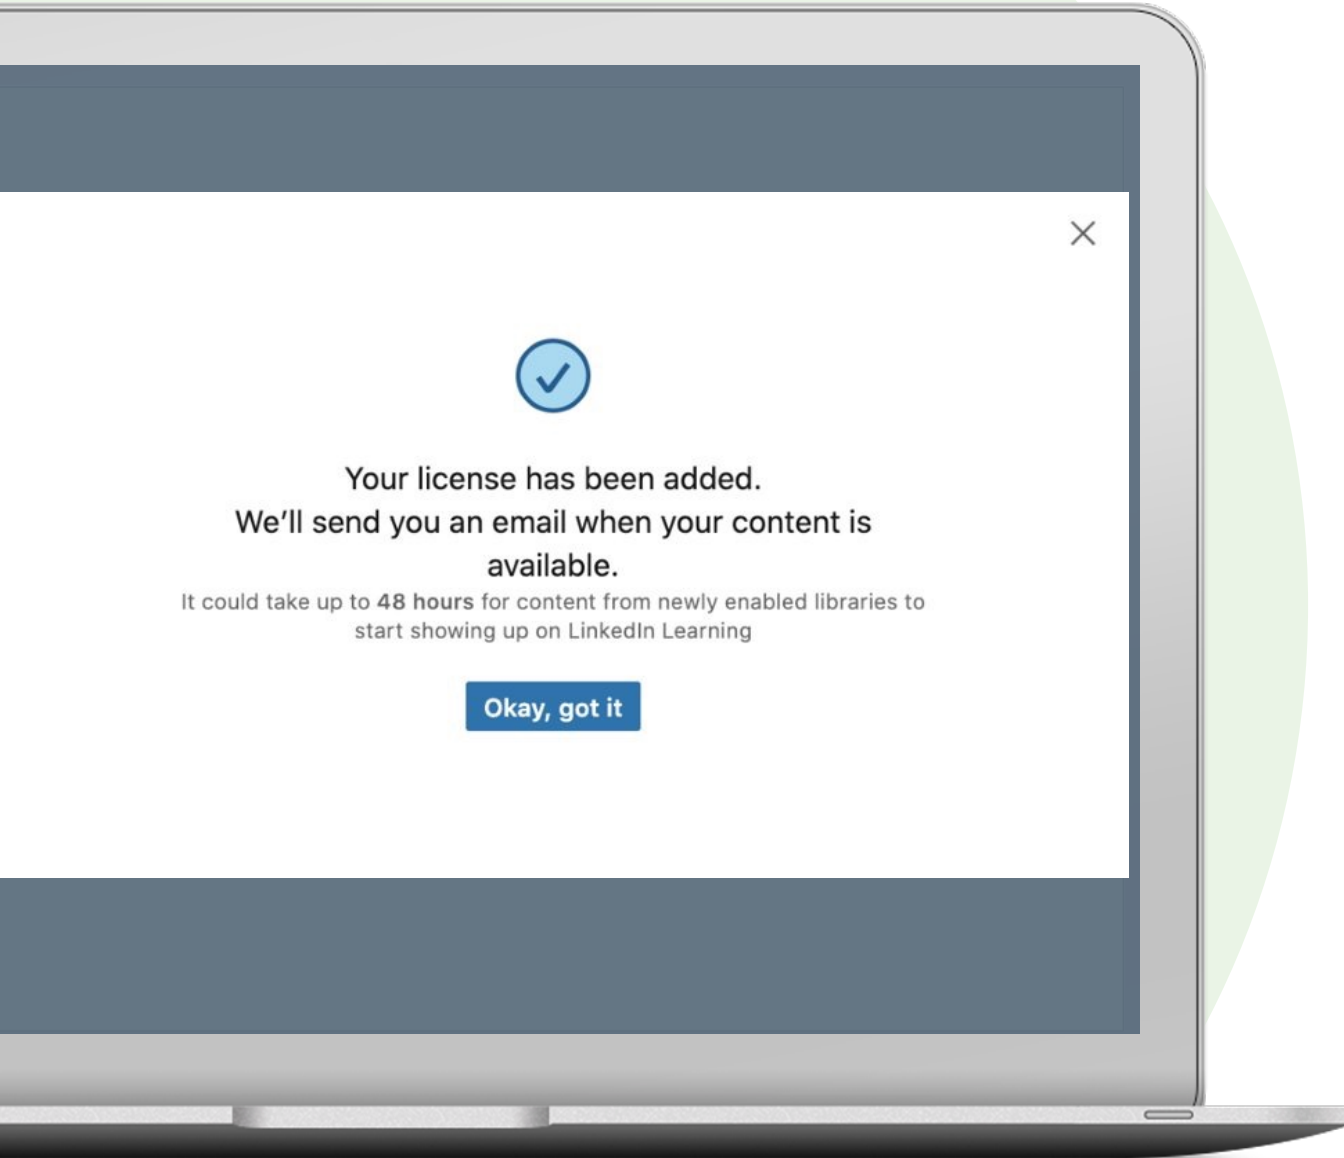 Your license has been added.
We’ll send you an email when your content is
available.
It could take up to 48 hours for content from newly enabled libraries to
start showing up on LinkedIn Learning
Okay, got it